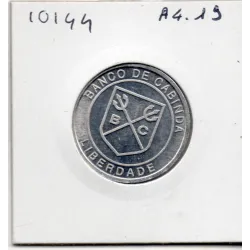 10144 A4.19
BANCO DE CABINDA
B C
LIBERDADE